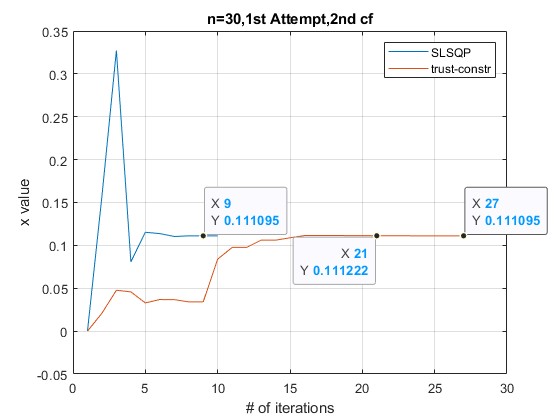 n=30,1st Attempt,2nd cf
SLSQP
trust-constr
X 9
Y 0.111095
X 27
Y 0.111095
X 21
Y 0.111222
x value
0.35
0.3
0.25
0.2
0.15
0.1
0.05
0
-0.05
0
5
10
15
20
25
30
# of iterations